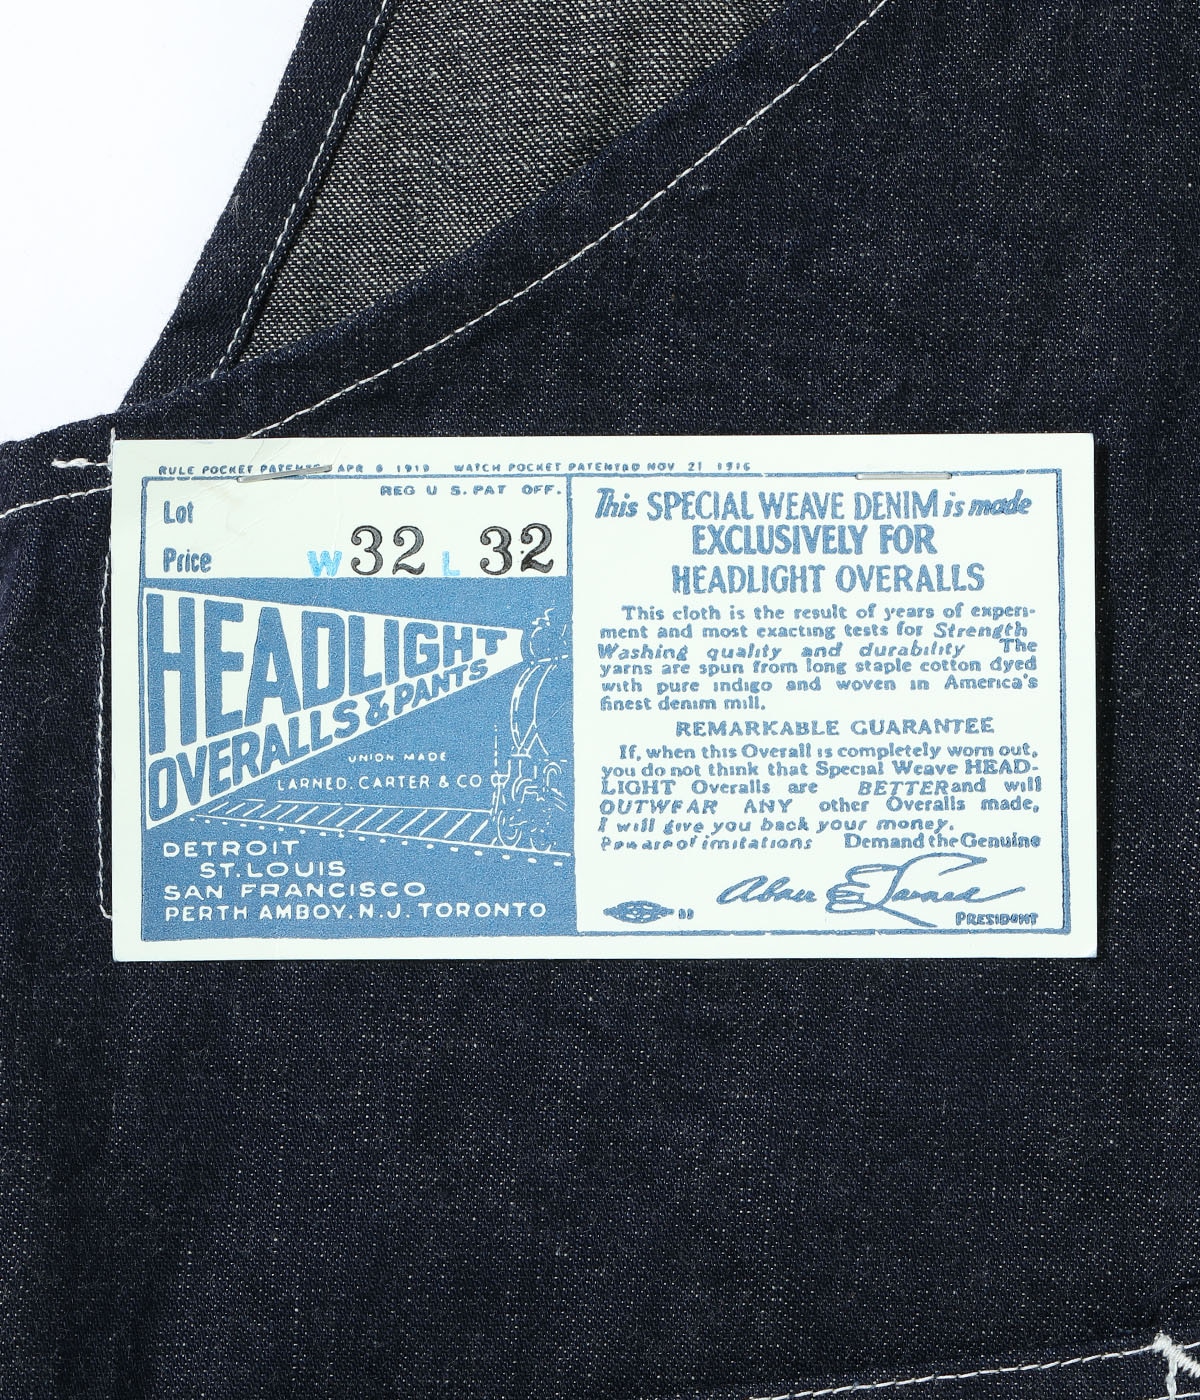 RULE POCKET PATENTED APR 6 1919 WATCH POCKET PATENTED NOV 21 1916
REG U S. PAT OFF.
Lot
Price W 32 L 32
HEADLIGHT
OVERALLS & PANTS
UNION MADE
LARNED, CARTER & CO
DETROIT
ST. LOUIS
SAN FRANCISCO
PERTH AMBOY, N.J. TORONTO
This SPECIAL WEAVE DENIM is made
EXCLUSIVELY FOR
HEADLIGHT OVERALLS
This cloth is the result of years of experi-
ment and most exacting tests for Strength
Washing quality and durability The
yarns are spun from long staple cotton dyed
with pure indigo and woven in America's
finest denim mill.
REMARKABLE GUARANTEE
If, when this Overall is completely worn out,
you do not think that Special Weave HEAD-
LIGHT Overalls are BETTER and will
OUTWEAR ANY other Overalls made,
I will give you back your money.
Beware of imitations Demand the Genuine
Abner E. Larned
PRESIDENT